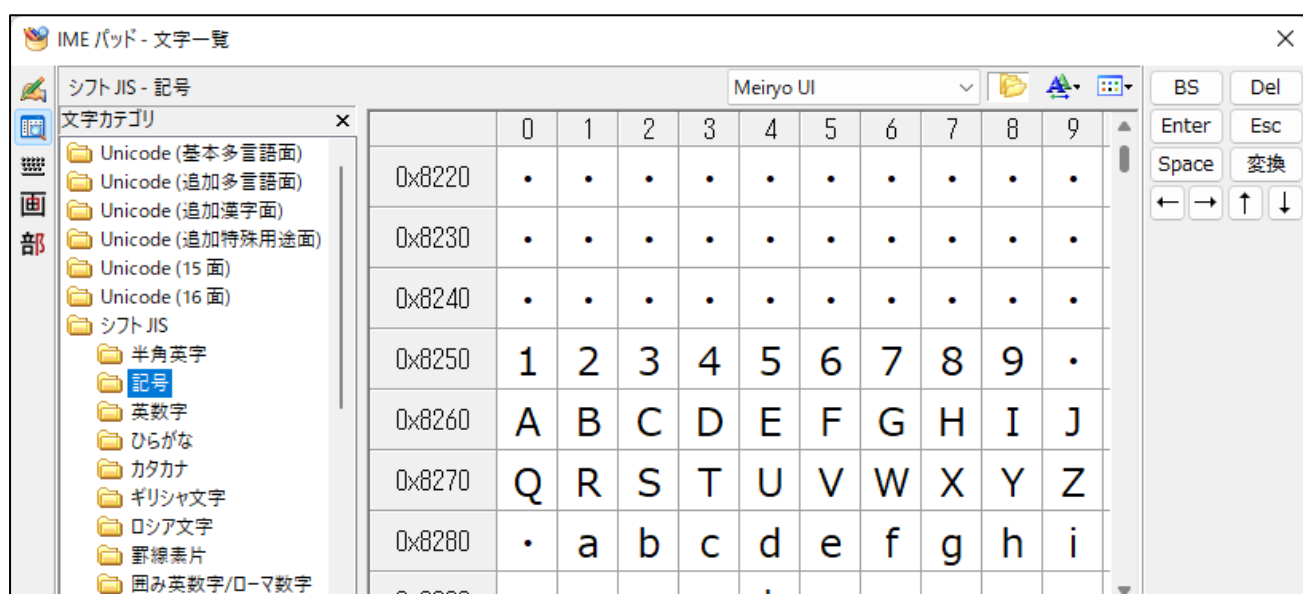 IME パッド - 文字一覧
シフト JIS - 記号
Meiryo UI
文字カテゴリ
画
部
Unicode (基本多言語面)
Unicode (追加多言語面)
Unicode (追加漢字面)
Unicode (追加特殊用途面)
Unicode (15 面)
Unicode (16 面)
シフト JIS
半角英字
記号
英数字
ひらがな
カタカナ
ギリシャ文字
ロシア文字
罫線素片
囲み英数字/ローマ数字
0 1 2 3 4 5 6 7 8 9
0x8220 ・ ・ ・ ・ ・ ・ ・ ・ ・ ・
0x8230 ・ ・ ・ ・ ・ ・ ・ ・ ・ ・
0x8240 ・ ・ ・ ・ ・ ・ ・ ・ ・ ・
0x8250 1 2 3 4 5 6 7 8 9 ・
0x8260 A B C D E F G H I J
0x8270 Q R S T U V W X Y Z
0x8280 ・ a b c d e f g h i
BS Del
Enter Esc
Space 変換
← → ↑ ↓